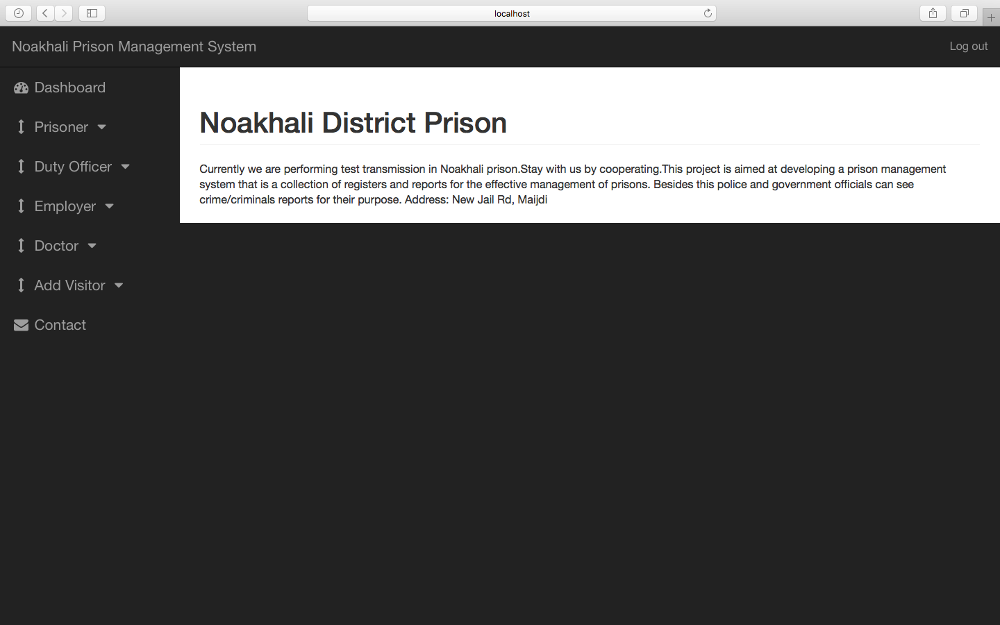 localhost
Noakhali Prison Management System
Log out
Dashboard
Prisoner
Duty Officer
Employer
Doctor
Add Visitor
Contact
Noakhali District Prison
Currently we are performing test transmission in Noakhali prison.Stay with us by cooperating.This project is aimed at developing a prison management
system that is a collection of registers and reports for the effective management of prisons. Besides this police and government officials can see
crime/criminals reports for their purpose. Address: New Jail Rd, Maijdi